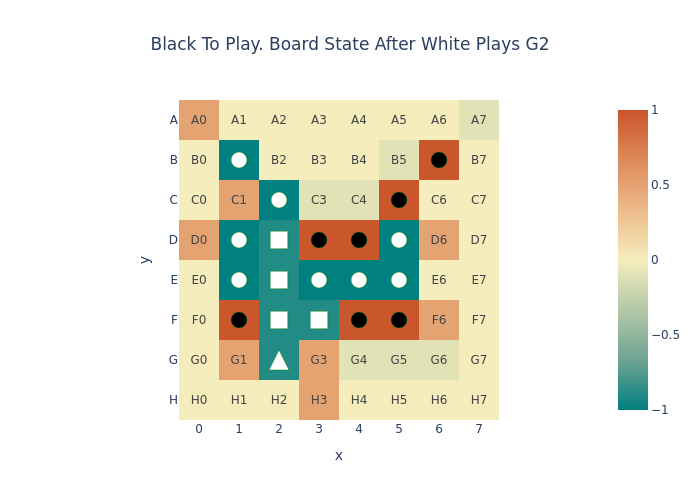 Black To Play. Board State After White Plays G2
A A0 A1 A2 A3 A4 A5 A6 A7
B B0 B2 B3 B4 B5 B7
C C0 C1 C3 C4 C6 C7
D D0 D6 D7
E E0 E6 E7
F F0 F6 F7
G G0 G1 G3 G4 G5 G6 G7
H H0 H1 H2 H3 H4 H5 H6 H7
0 1 2 3 4 5 6 7
x
y
1
0.5
0
−0.5
−1